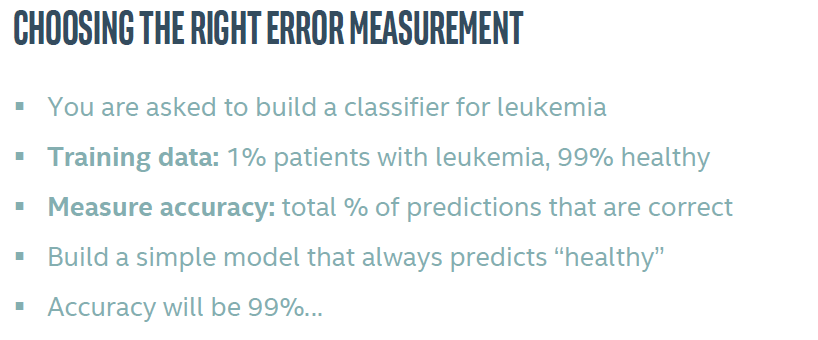 CHOOSING THE RIGHT ERROR MEASUREMENT
▪ You are asked to build a classifier for leukemia
▪ Training data: 1% patients with leukemia, 99% healthy
▪ Measure accuracy: total % of predictions that are correct
▪ Build a simple model that always predicts “healthy”
▪ Accuracy will be 99%...